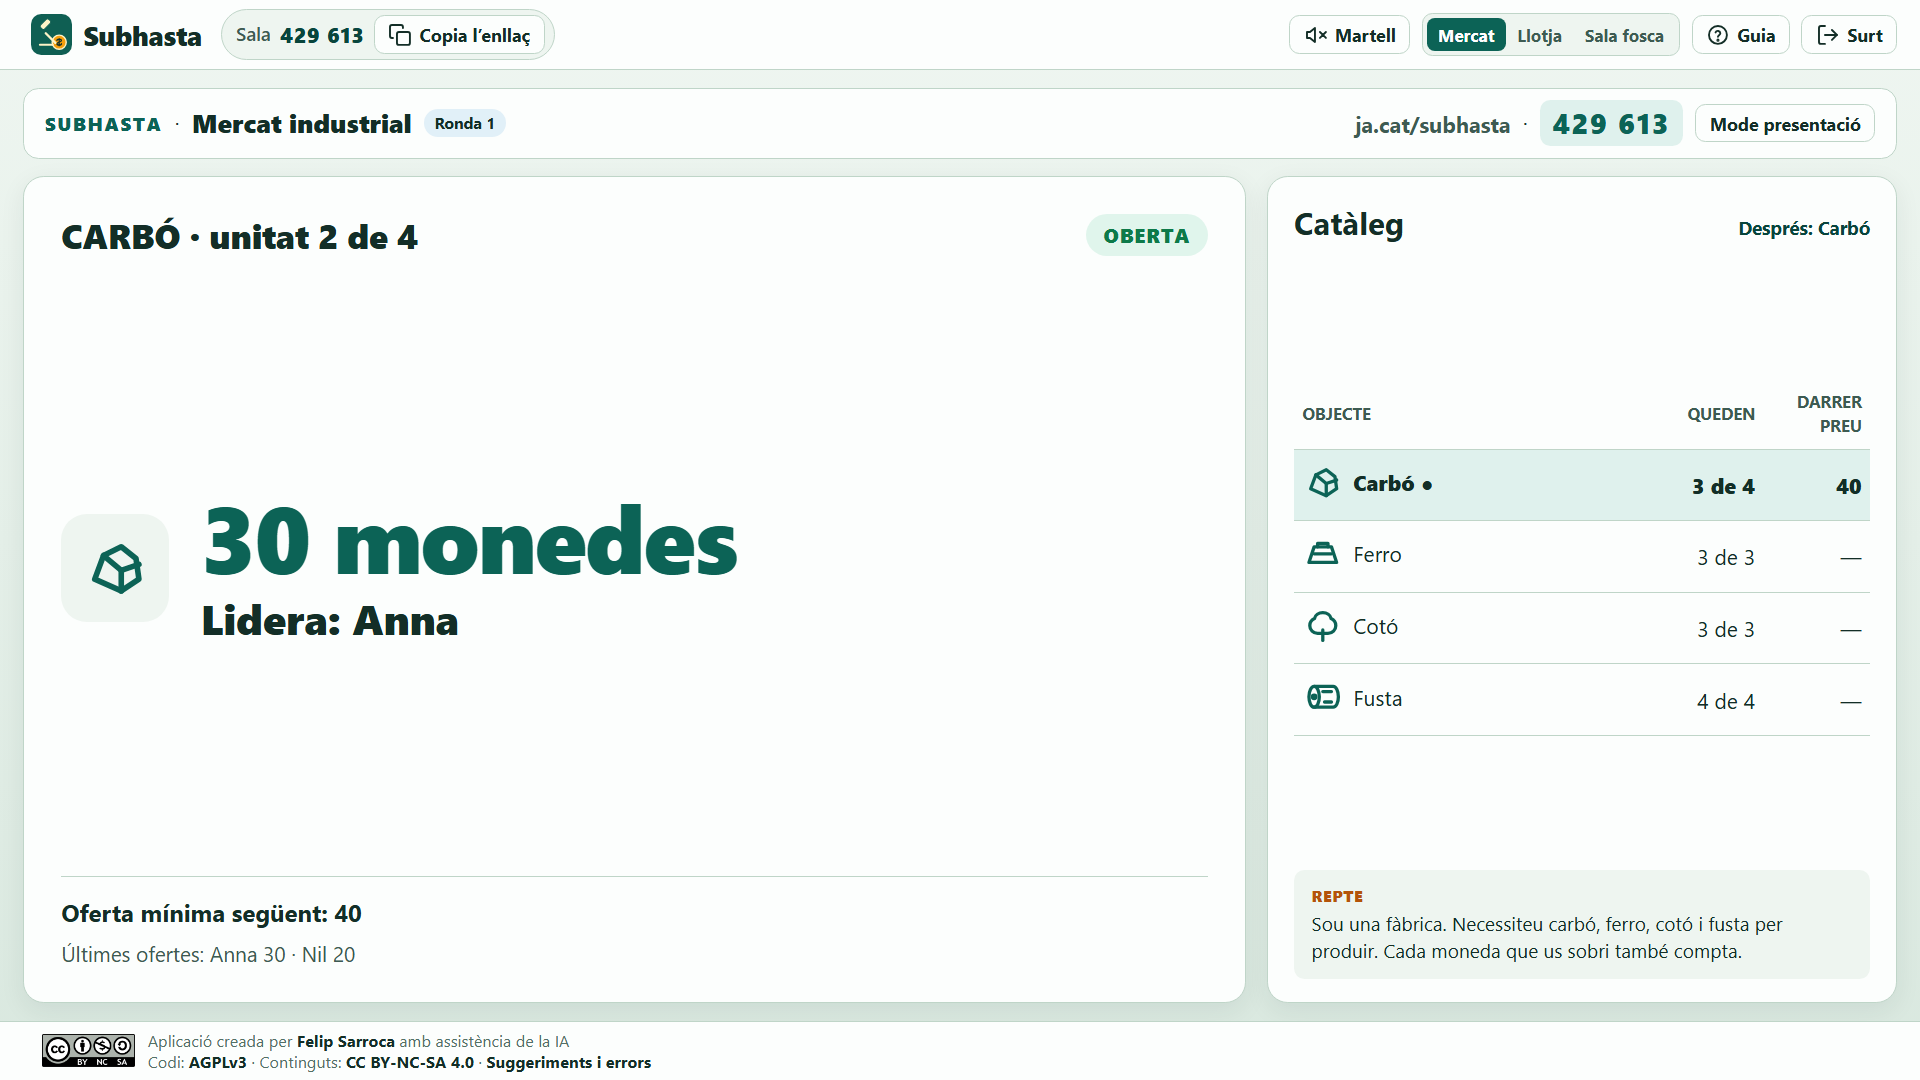 Subhasta
Sala 429 613 Copia l'enllaç
Martell
Mercat Llotja Sala fosca
Guia
Surt
SUBHASTA · Mercat industrial Ronda 1
ja.cat/subhasta · 429 613 Mode presentació
CARBÓ · unitat 2 de 4
OBERTA
30 monedes
Lidera: Anna
Oferta mínima següent: 40
Últimes ofertes: Anna 30 · Nil 20
Catàleg
Després: Carbó
OBJECTE QUEDEN DARRER PREU
Carbó ● 3 de 4 40
Ferro 3 de 3 —
Cotó 3 de 3 —
Fusta 4 de 4 —
REPTE
Sou una fàbrica. Necessiteu carbó, ferro, cotó i fusta per
produir. Cada moneda que us sobri també compta.
CC BY NC SA
Aplicació creada per Felip Sarroca amb assistència de la IA
Codi: AGPLv3 · Continguts: CC BY-NC-SA 4.0 · Suggeriments i errors